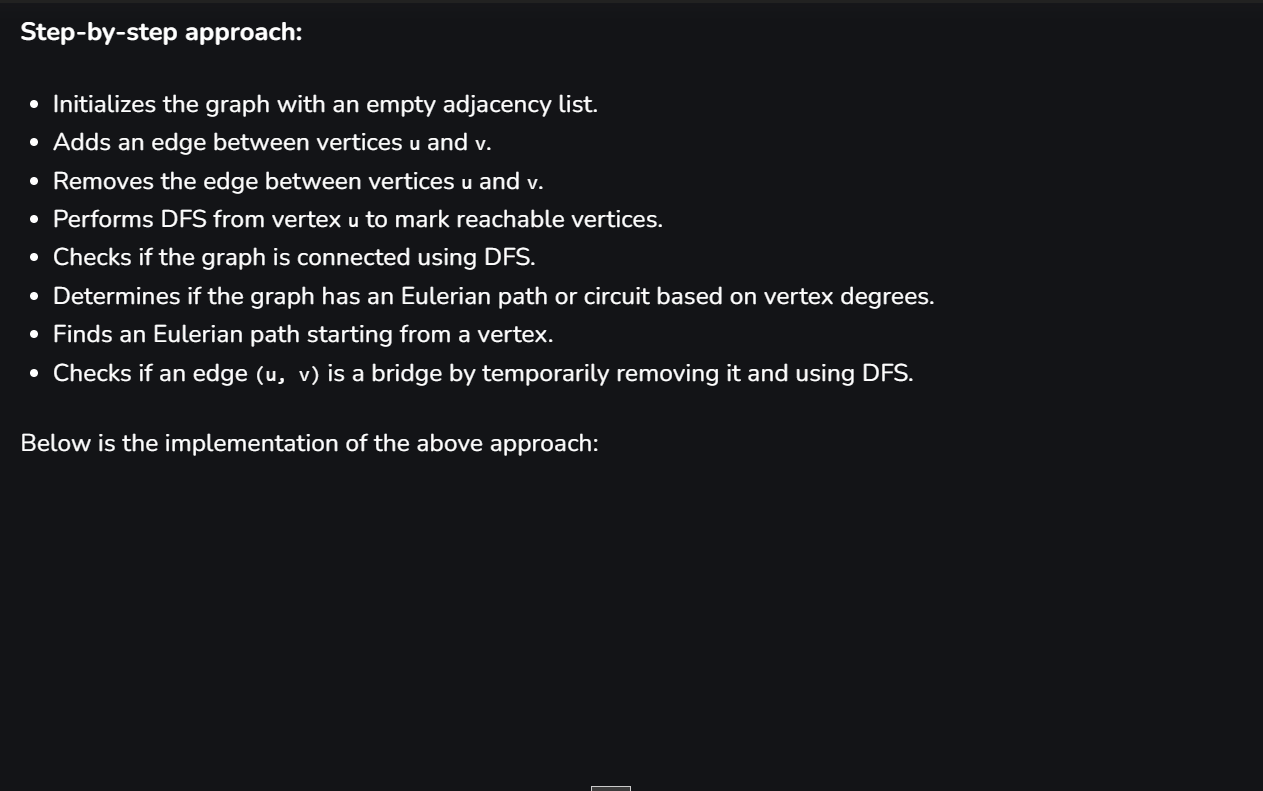 Step-by-step approach:
• Initializes the graph with an empty adjacency list.
• Adds an edge between vertices u and v.
• Removes the edge between vertices u and v.
• Performs DFS from vertex u to mark reachable vertices.
• Checks if the graph is connected using DFS.
• Determines if the graph has an Eulerian path or circuit based on vertex degrees.
• Finds an Eulerian path starting from a vertex.
• Checks if an edge (u, v) is a bridge by temporarily removing it and using DFS.
Below is the implementation of the above approach: